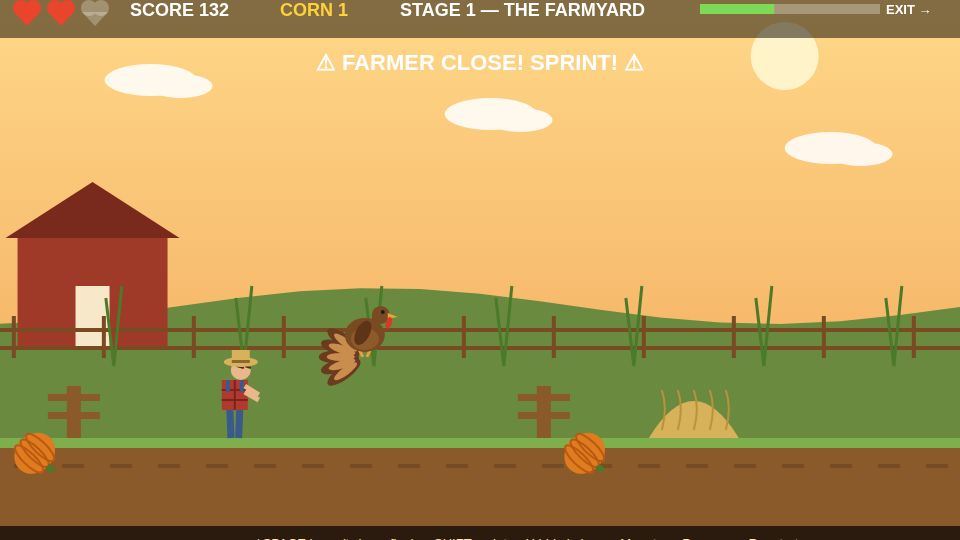 SCORE 132 CORN 1 STAGE 1 — THE FARMYARD EXIT →
⚠ FARMER CLOSE! SPRINT! ⚠